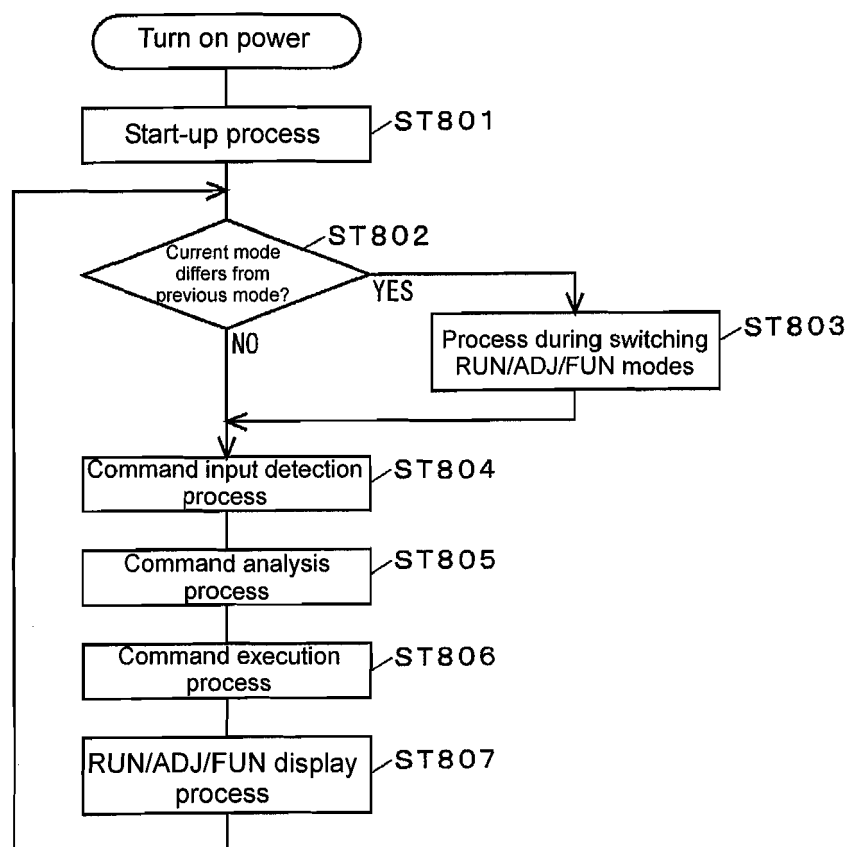 Turn on power
Start-up process
ST801
Current mode
differs from
previous mode?
ST802
YES
NO
Process during switching
RUN/ADJ/FUN modes
ST803
Command input detection
process
ST804
Command analysis
process
ST805
Command execution
process
ST806
RUN/ADJ/FUN display
process
ST807